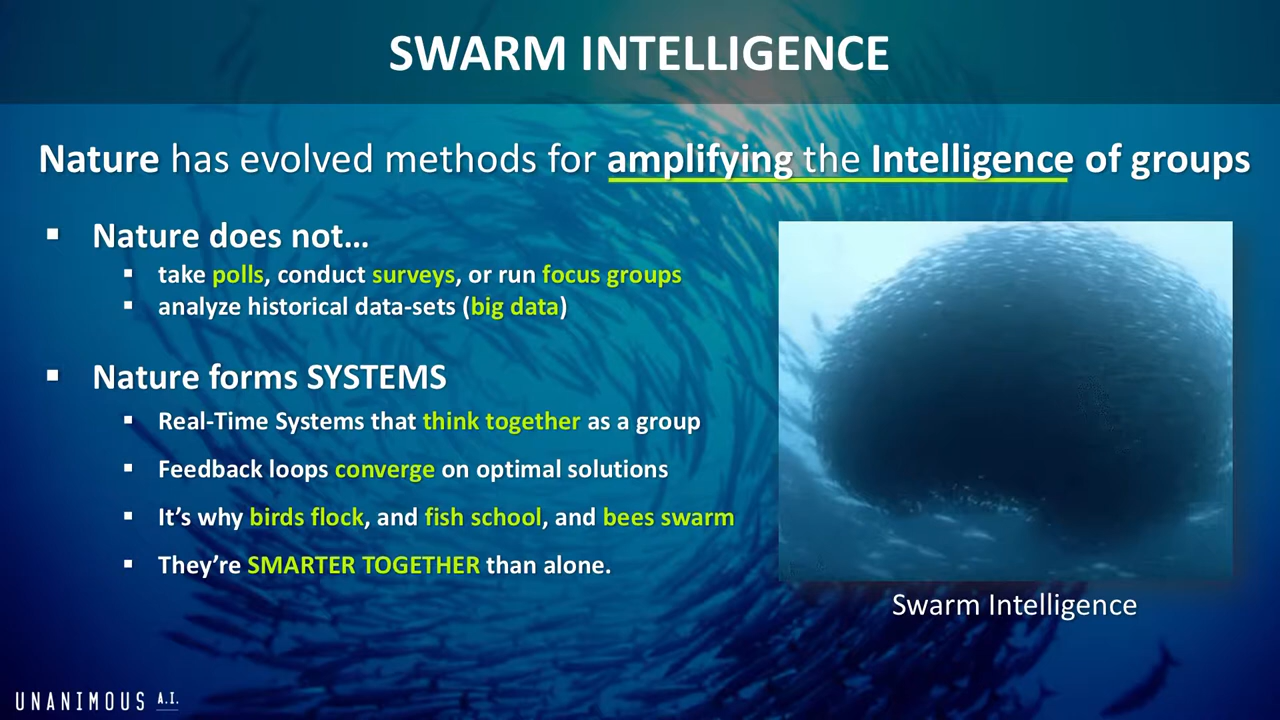 SWARM INTELLIGENCE
Nature has evolved methods for amplifying the Intelligence of groups
▪ Nature does not...
▪ take polls, conduct surveys, or run focus groups
▪ analyze historical data-sets (big data)
▪ Nature forms SYSTEMS
▪ Real-Time Systems that think together as a group
▪ Feedback loops converge on optimal solutions
▪ It’s why birds flock, and fish school, and bees swarm
▪ They’re SMARTER TOGETHER than alone.
Swarm Intelligence
UNANIMOUS A.I.